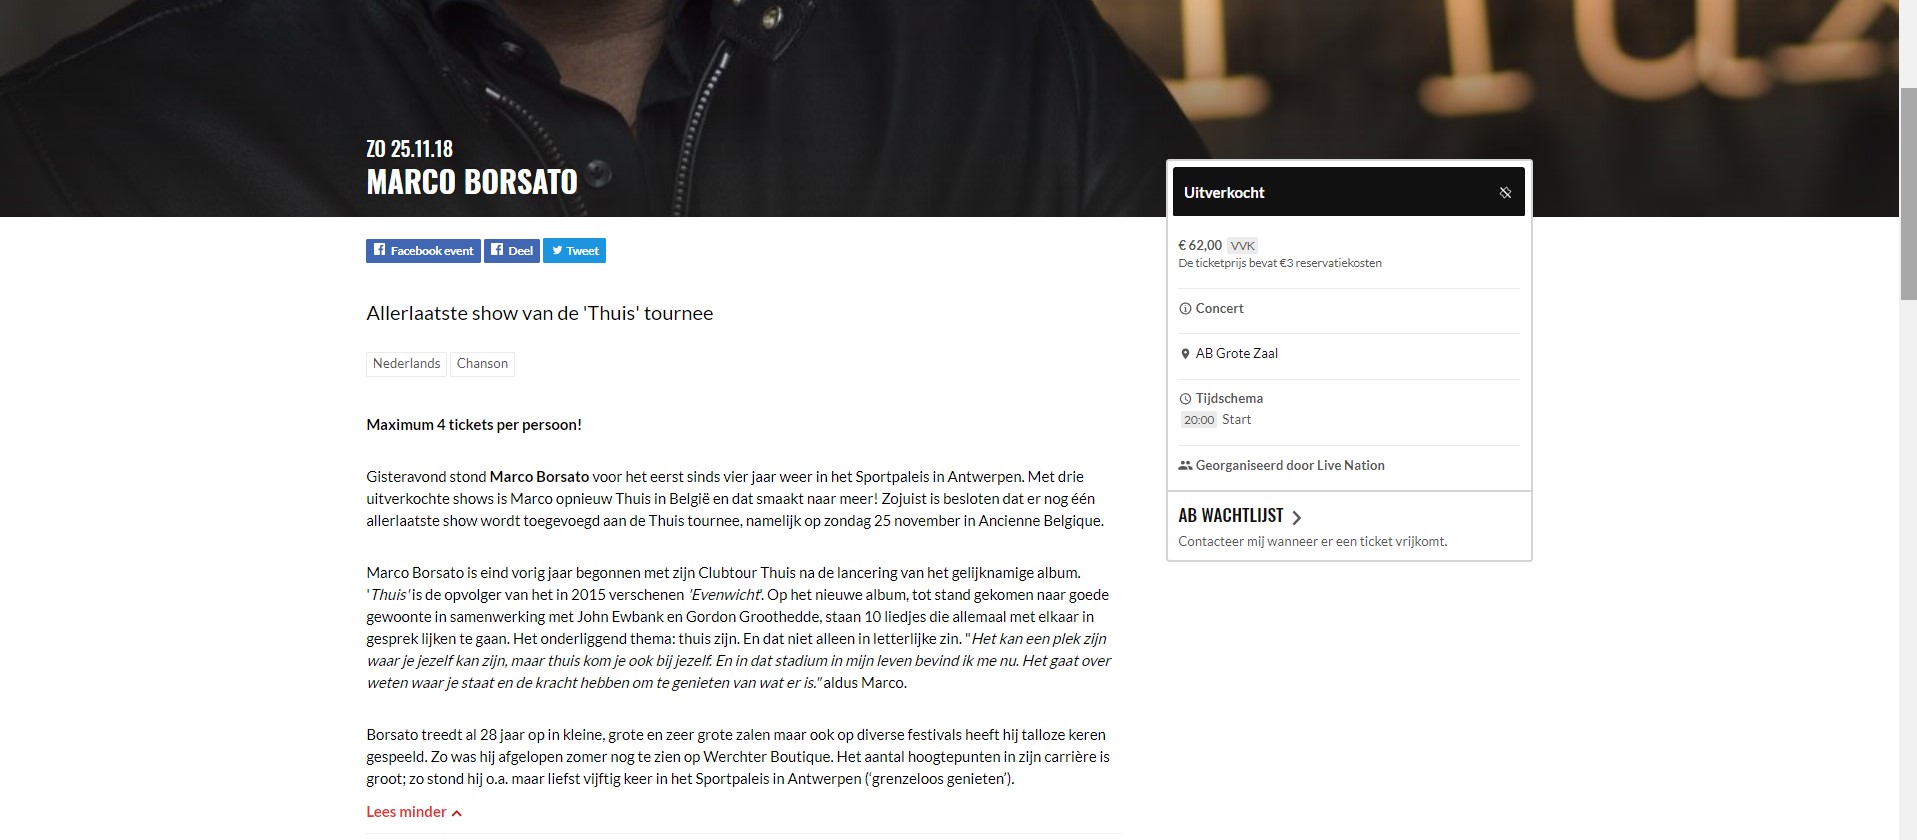 ZO 25.11.18
MARCO BORSATO
Facebook event Deel Tweet
Allerlaatste show van de 'Thuis' tournee
Nederlands Chanson
Maximum 4 tickets per persoon!
Gisteravond stond Marco Borsato voor het eerst sinds vier jaar weer in het Sportpaleis in Antwerpen. Met drie
uitverkochte shows is Marco opnieuw Thuis in België en dat smaakt naar meer! Zojuist is besloten dat er nog één
allerlaatste show wordt toegevoegd aan de Thuis tournee, namelijk op zondag 25 november in Ancienne Belgique.
Marco Borsato is eind vorig jaar begonnen met zijn Clubtour Thuis na de lancering van het gelijknamige album.
'Thuis' is de opvolger van het in 2015 verschenen 'Evenwicht'. Op het nieuwe album, tot stand gekomen naar goede
gewoonte in samenwerking met John Ewbank en Gordon Groothedde, staan 10 liedjes die allemaal met elkaar in
gesprek lijken te gaan. Het onderliggend thema: thuis zijn. En dat niet alleen in letterlijke zin. "Het kan een plek zijn
waar je jezelf kan zijn, maar thuis kom je ook bij jezelf. En in dat stadium in mijn leven bevind ik me nu. Het gaat over
weten waar je staat en de kracht hebben om te genieten van wat er is." aldus Marco.
Borsato treedt al 28 jaar op in kleine, grote en zeer grote zalen maar ook op diverse festivals heeft hij talloze keren
gespeeld. Zo was hij afgelopen zomer nog te zien op Werchter Boutique. Het aantal hoogtepunten in zijn carrière is
groot; zo stond hij o.a. maar liefst vijftig keer in het Sportpaleis in Antwerpen (‘grenzeloos genieten’).
Lees minder
Uitverkocht
€ 62,00 VVK
De ticketprijs bevat €3 reservatiekosten
Concert
AB Grote Zaal
Tijdschema
20:00 Start
Georganiseerd door Live Nation
AB WACHTLIJST
Contacteer mij wanneer er een ticket vrijkomt.